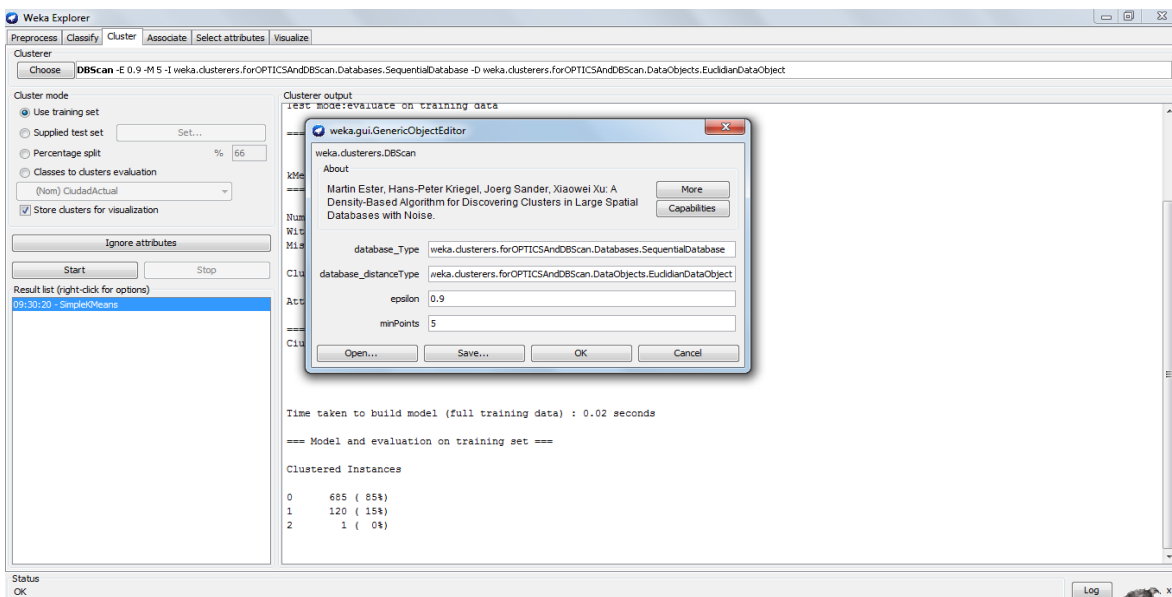 Weka Explorer
Preprocess Classify Cluster Associate Select attributes Visualize
Clusterer
Choose DBScan -E 0.9 -M 5 -I weka.clusterers.forOPTICSAndDBScan.Databases.SequentialDatabase -D weka.clusterers.forOPTICSAndDBScan.DataObjects.EuclidianDataObject
Cluster mode
Use training set
Supplied test set Set...
Percentage split % 66
Classes to clusters evaluation
(Nom) CiudadActual
Store clusters for visualization
Ignore attributes
Start Stop
Result list (right-click for options)
09:30:20 - SimpleKMeans
Clusterer output
Test mode:evaluate on training data
===
kMe
===
Num
Wit
Mis
Clu
Att
===
Ciu
weka.gui.GenericObjectEditor
weka.clusterers.DBScan
About
Martin Ester, Hans-Peter Kriegel, Joerg Sander, Xiaowei Xu: A
Density-Based Algorithm for Discovering Clusters in Large Spatial
Databases with Noise.
More
Capabilities
database_Type weka.clusterers.forOPTICSAndDBScan.Databases.SequentialDatabase
database_distanceType weka.clusterers.forOPTICSAndDBScan.DataObjects.EuclidianDataObject
epsilon 0.9
minPoints 5
Open... Save... OK Cancel
Time taken to build model (full training data) : 0.02 seconds
=== Model and evaluation on training set ===
Clustered Instances
0 685 ( 85%)
1 120 ( 15%)
2 1 ( 0%)
Status
OK
Log x